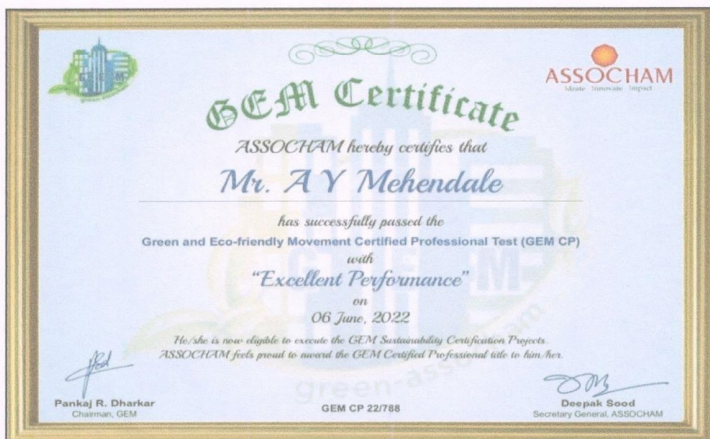 G E M
ASSOCHAM
GEM Certificate
ASSOCHAM hereby certifies that
Mr. A Y Mehendale
has successfully passed the
Green and Eco-friendly Movement Certified Professional Test (GEM CP)
with
"Excellent Performance"
on
06 June, 2022
He/she is now eligible to execute the GEM Sustainability Certification Projects.
ASSOCHAM feels proud to award the GEM Certified Professional title to him/her.
Pankaj R. Dharkar
Chairman, GEM
GEM CP 22/788
Deepak Sood
Secretary General, ASSOCHAM